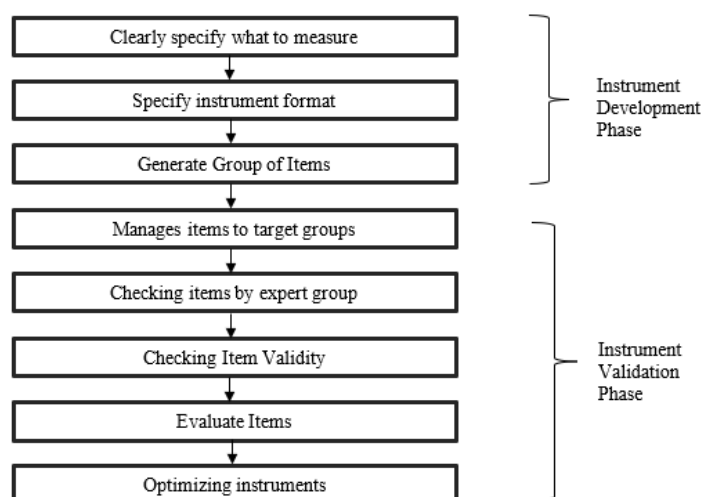 Clearly specify what to measure
Specify instrument format
Generate Group of Items
Instrument
Development
Phase
Manages items to target groups
Checking items by expert group
Checking Item Validity
Evaluate Items
Optimizing instruments
Instrument
Validation
Phase